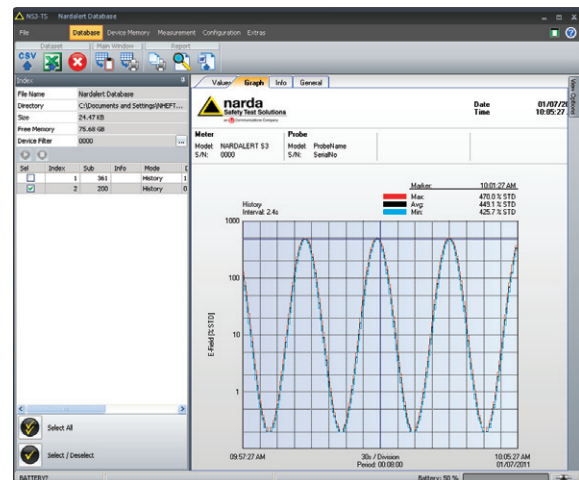 NS3-TS Nardalert Database
File Database Device Memory Measurement Configuration Extras
Dataset Main Window Report
CSV
Index
File Name Nardalert Database
Directory C:\Documents and Settings\NHEFT...
Size 24.47 KB
Free Memory 75.68 GB
Device Filter 0000 ...
Sel Index Sub Info Mode
1 361 History 1
2 200 History 0
Select All
Select / Deselect
BATTERY?
Values Graph Info General
View Options
narda
Safety Test Solutions
Date 01/07/20
Time 10:05:27
Meter Probe
Model: NARDALERT S3 Model: ProbeName
S/N: 0000 S/N: SerialNo
Marker: 10:01:27 AM
Max: 470.0 % STD
Avg: 449.1 % STD
Min: 425.7 % STD
History
Interval: 2.4s
1000
100
10
1
E-Field [% STD]
09:57:27 AM 30s / Division 10:05:27 AM
Period: 00:08:00 01/07/2011
Battery: 50 %